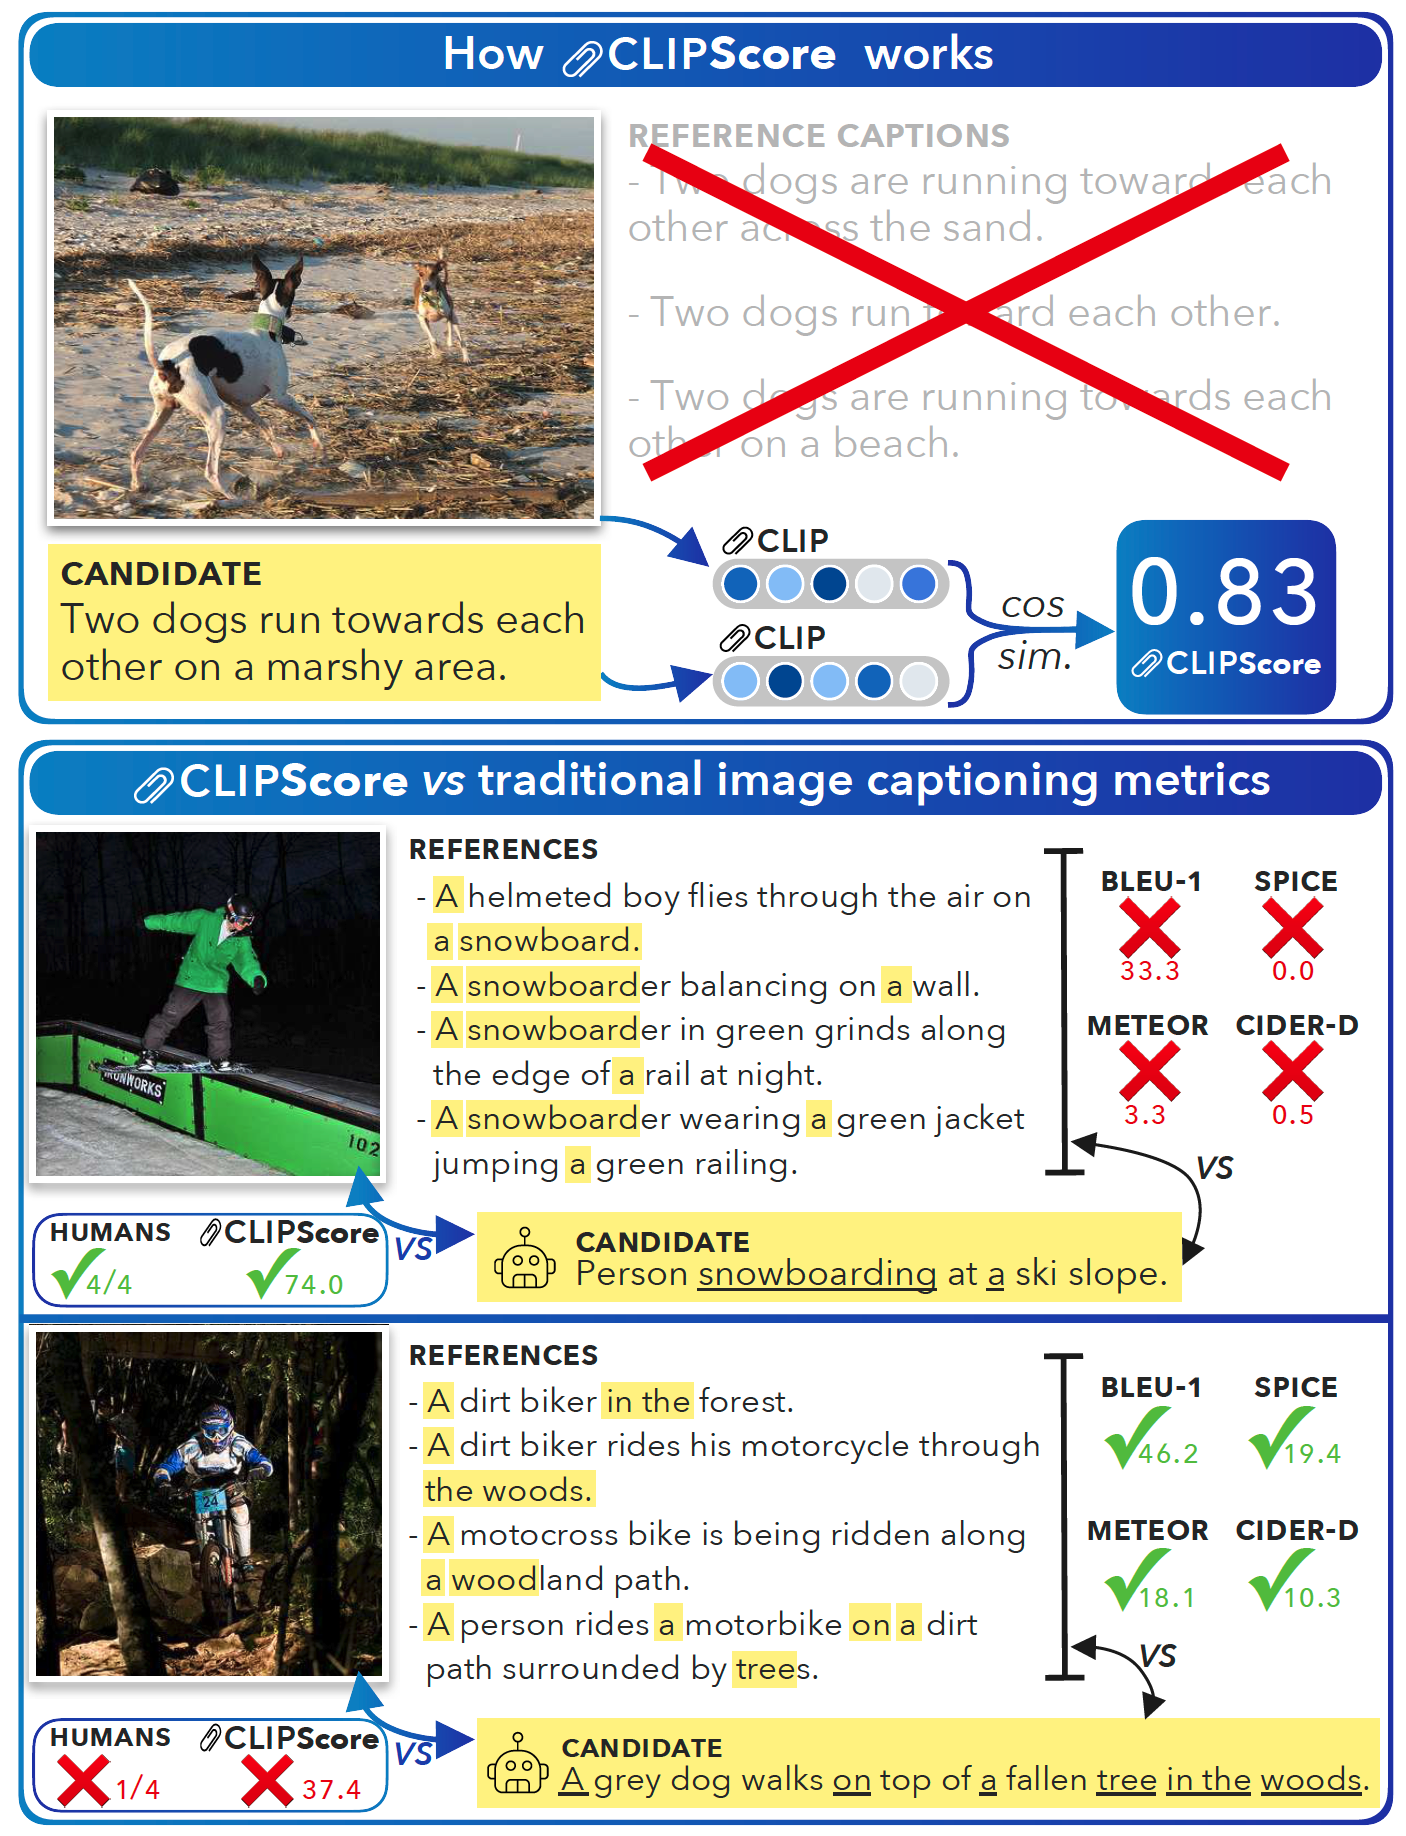 How CLIPScore works
REFERENCE CAPTIONS
- Two dogs are running towards each
other across the sand.
- Two dogs run toward each other.
- Two dogs are running towards each
other on a beach.
CANDIDATE
Two dogs run towards each
other on a marshy area.
CLIP
CLIP
cos
sim.
0.83
CLIPScore
CLIPScore vs traditional image captioning metrics
REFERENCES
- A helmeted boy flies through the air on
a snowboard.
- A snowboarder balancing on a wall.
- A snowboarder in green grinds along
the edge of a rail at night.
- A snowboarder wearing a green jacket
jumping a green railing.
BLEU-1 SPICE
33.3 0.0
METEOR CIDER-D
3.3 0.5
vs
IRONWORKS
102
HUMANS CLIPScore
4/4 74.0
vs
CANDIDATE
Person snowboarding at a ski slope.
REFERENCES
- A dirt biker in the forest.
- A dirt biker rides his motorcycle through
the woods.
- A motocross bike is being ridden along
a woodland path.
- A person rides a motorbike on a dirt
path surrounded by trees.
BLEU-1 SPICE
46.2 19.4
METEOR CIDER-D
18.1 10.3
vs
24
HUMANS CLIPScore
1/4 37.4
vs
CANDIDATE
A grey dog walks on top of a fallen tree in the woods.